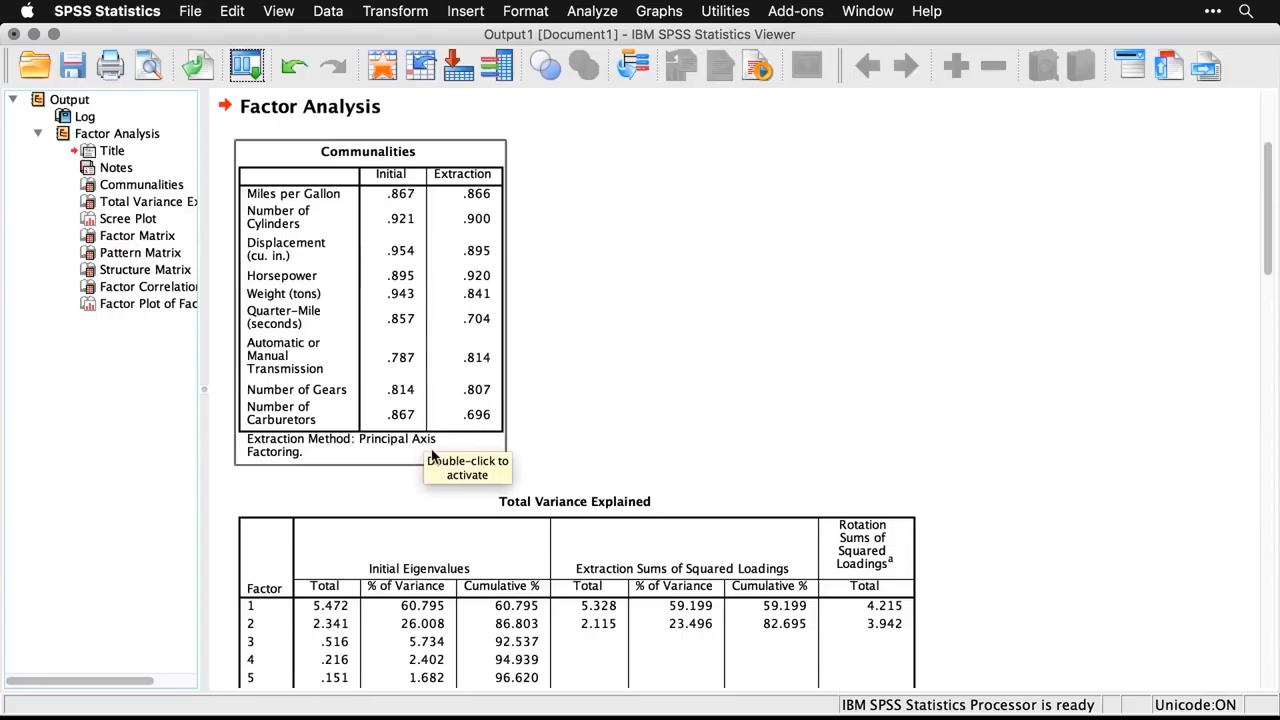 SPSS Statistics File Edit View Data Transform Insert Format Analyze Graphs Utilities Add-ons Window Help
Output1 [Document1] - IBM SPSS Statistics Viewer
Output
Log
Factor Analysis
Title
Notes
Communalities
Total Variance Ex
Scree Plot
Factor Matrix
Pattern Matrix
Structure Matrix
Factor Correlation
Factor Plot of Fac
Factor Analysis
Communalities
Initial Extraction
Miles per Gallon .867 .866
Number of
Cylinders .921 .900
Displacement
(cu. in.) .954 .895
Horsepower .895 .920
Weight (tons) .943 .841
Quarter-Mile
(seconds) .857 .704
Automatic or
Manual .787 .814
Transmission
Number of Gears .814 .807
Number of
Carburetors .867 .696
Extraction Method: Principal Axis
Factoring.
Double-click to
activate
Total Variance Explained
Rotation
Sums of
Squared
Loadingsa
Initial Eigenvalues Extraction Sums of Squared Loadings
Factor Total % of Variance Cumulative % Total % of Variance Cumulative % Total
1 5.472 60.795 60.795 5.328 59.199 59.199 4.215
2 2.341 26.008 86.803 2.115 23.496 82.695 3.942
3 .516 5.734 92.537
4 .216 2.402 94.939
5 .151 1.682 96.620
IBM SPSS Statistics Processor is ready Unicode:ON